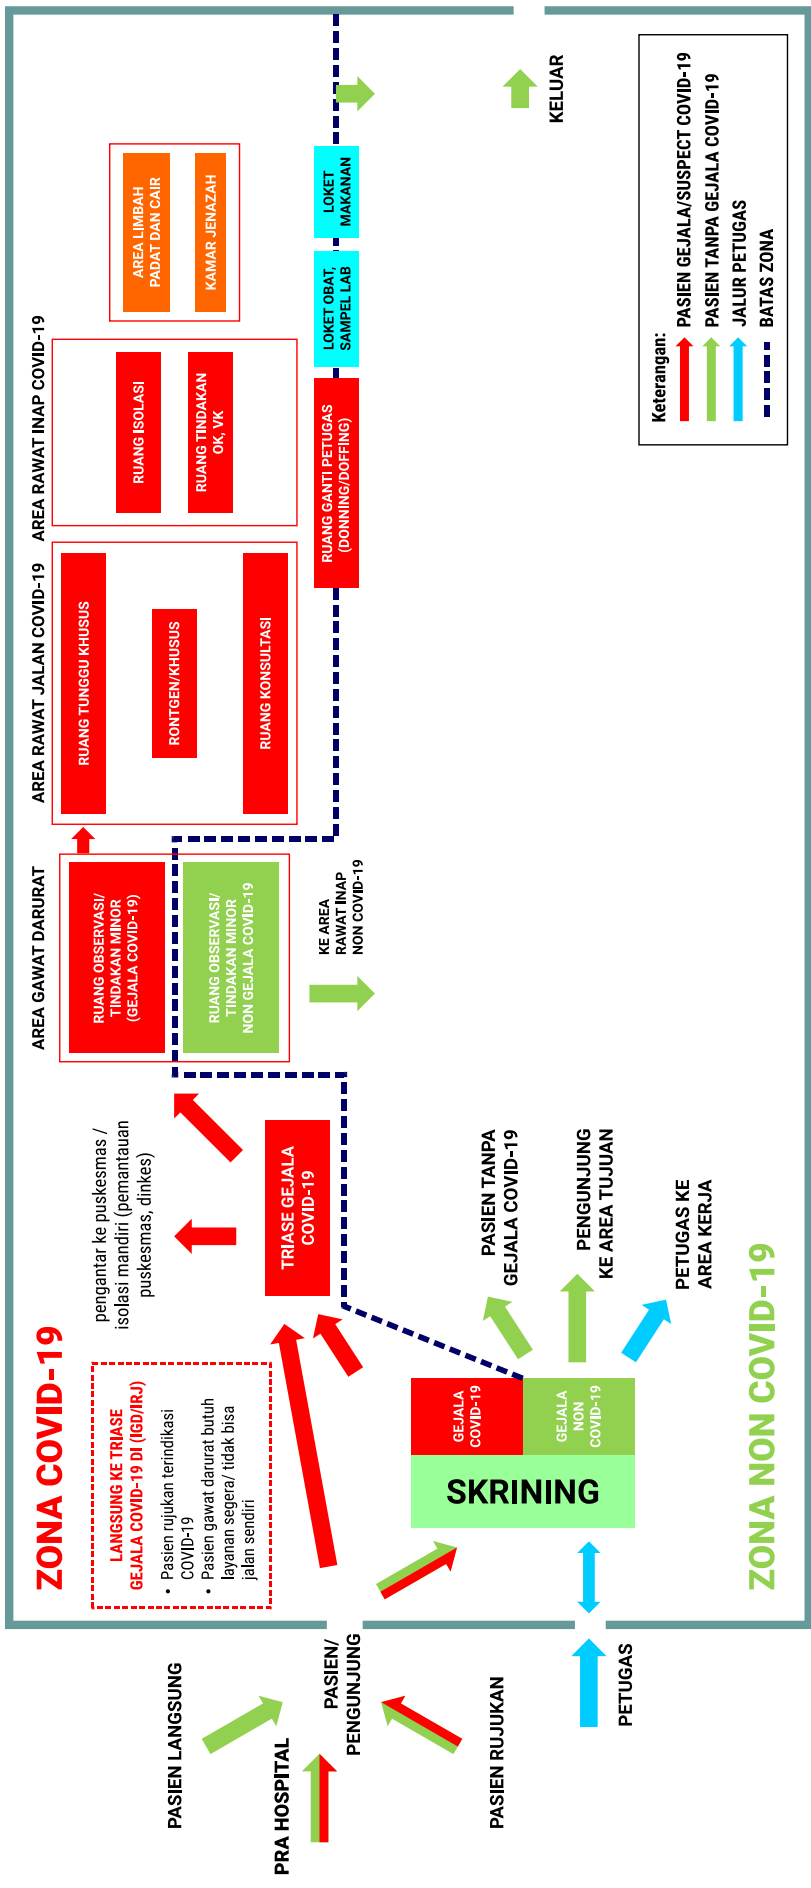 PASIEN LANGSUNG
PRA HOSPITAL
PASIEN/
PENGUNJUNG
PASIEN RUJUKAN
PETUGAS
ZONA COVID-19
LANGSUNG KE TRIASE
GEJALA COVID-19 DI (IGD/IRJ)
• Pasien rujukan terindikasi
COVID-19
• Pasien gawat darurat butuh
layanan segera/ tidak bisa
jalan sendiri
pengantar ke puskesmas /
isolasi mandiri (pemantauan
puskesmas, dinkes)
TRIASE GEJALA
COVID-19
SKRINING
GEJALA
COVID-19
GEJALA
NON
COVID-19
PASIEN TANPA
GEJALA COVID-19
PENGUNJUNG
KE AREA TUJUAN
PETUGAS KE
AREA KERJA
ZONA NON COVID-19
AREA GAWAT DARURAT
RUANG OBSERVASI/
TINDAKAN MINOR
(GEJALA COVID-19)
RUANG OBSERVASI/
TINDAKAN MINOR
NON GEJALA COVID-19
KE AREA
RAWAT INAP
NON COVID-19
AREA RAWAT JALAN COVID-19
RUANG TUNGGU KHUSUS
RONTGEN/KHUSUS
RUANG KONSULTASI
AREA RAWAT INAP COVID-19
RUANG ISOLASI
RUANG TINDAKAN
OK, VK
AREA LIMBAH
PADAT DAN CAIR
KAMAR JENAZAH
RUANG GANTI PETUGAS
(DONNING/DOFFING)
LOKET OBAT,
SAMPEL LAB
LOKET
MAKANAN
KELUAR
Keterangan:
PASIEN GEJALA/SUSPECT COVID-19
PASIEN TANPA GEJALA COVID-19
JALUR PETUGAS
BATAS ZONA